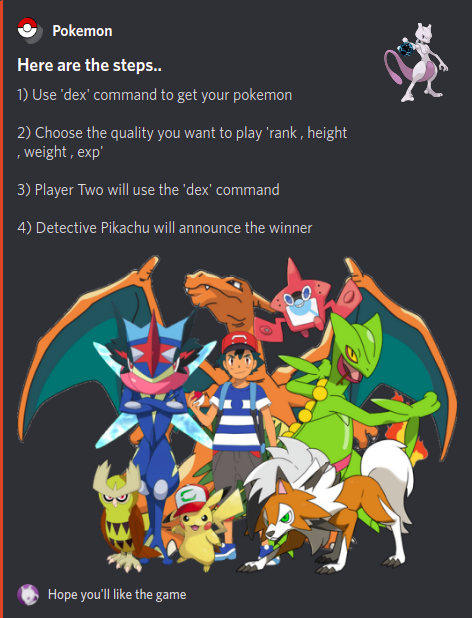 Pokemon
Here are the steps..
1) Use 'dex' command to get your pokemon
2) Choose the quality you want to play 'rank , height
, weight , exp'
3) Player Two will use the 'dex' command
4) Detective Pikachu will announce the winner
Hope you'll like the game